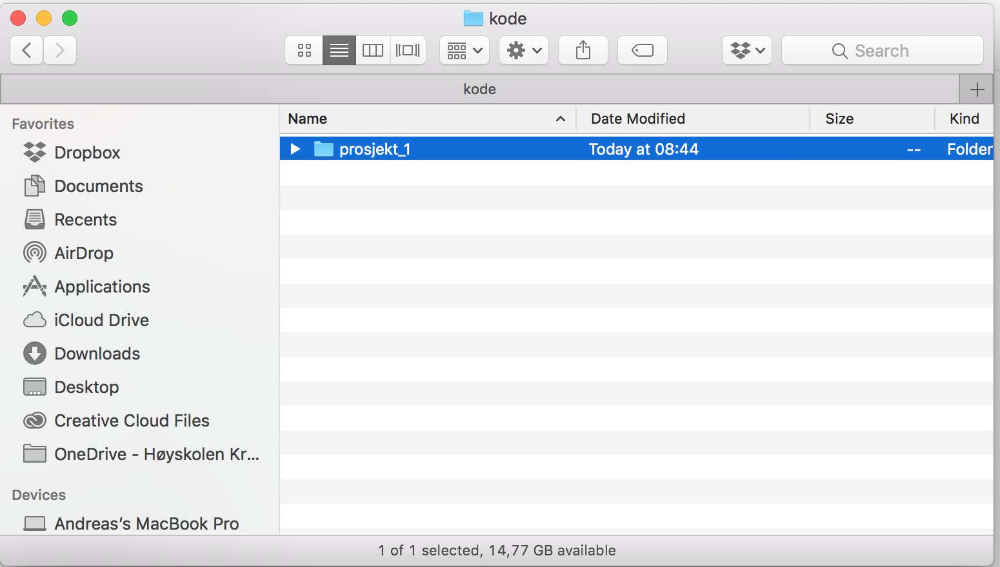 kode
Search
kode
Favorites
Dropbox
Documents
Recents
AirDrop
Applications
iCloud Drive
Downloads
Desktop
Creative Cloud Files
OneDrive - Høyskolen Kr...
Devices
Andreas’s MacBook Pro
Name Date Modified Size Kind
prosjekt_1 Today at 08:44 -- Folder
1 of 1 selected, 14,77 GB available